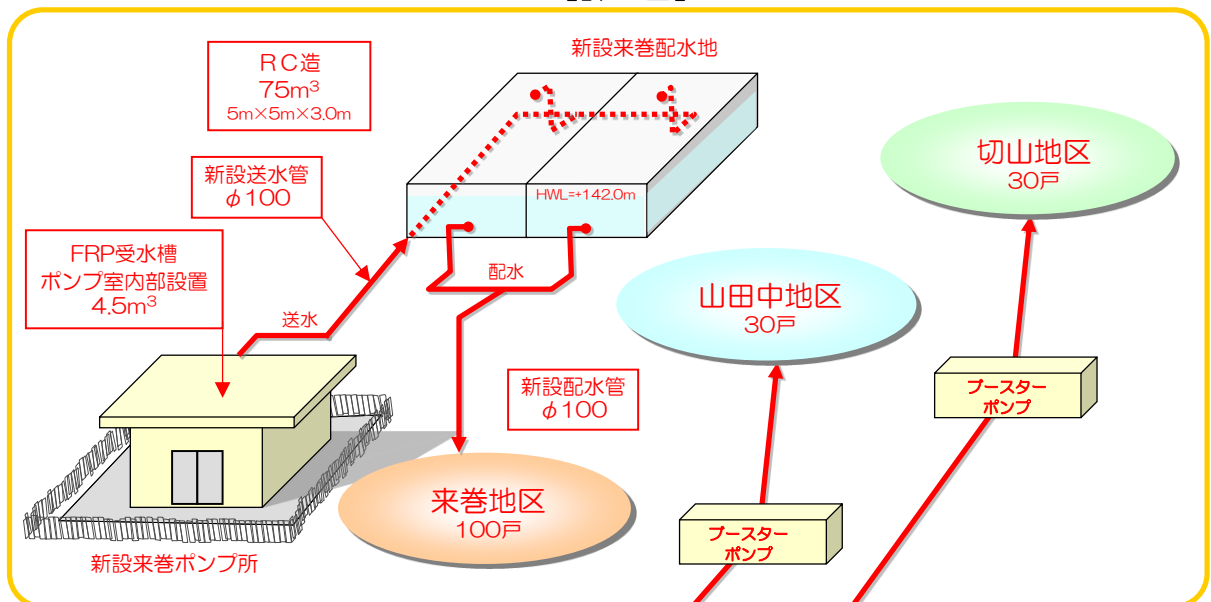 新設来巻配水地
RC造
75m³
5m×5m×3.0m
新設送水管
φ100
HWL=+142.0m
FRP受水槽
ポンプ室内部設置
4.5m³
送水
配水
新設配水管
φ100
切山地区
30戸
山田中地区
30戸
ブースター
ポンプ
来巻地区
100戸
ブースター
ポンプ
新設来巻ポンプ所